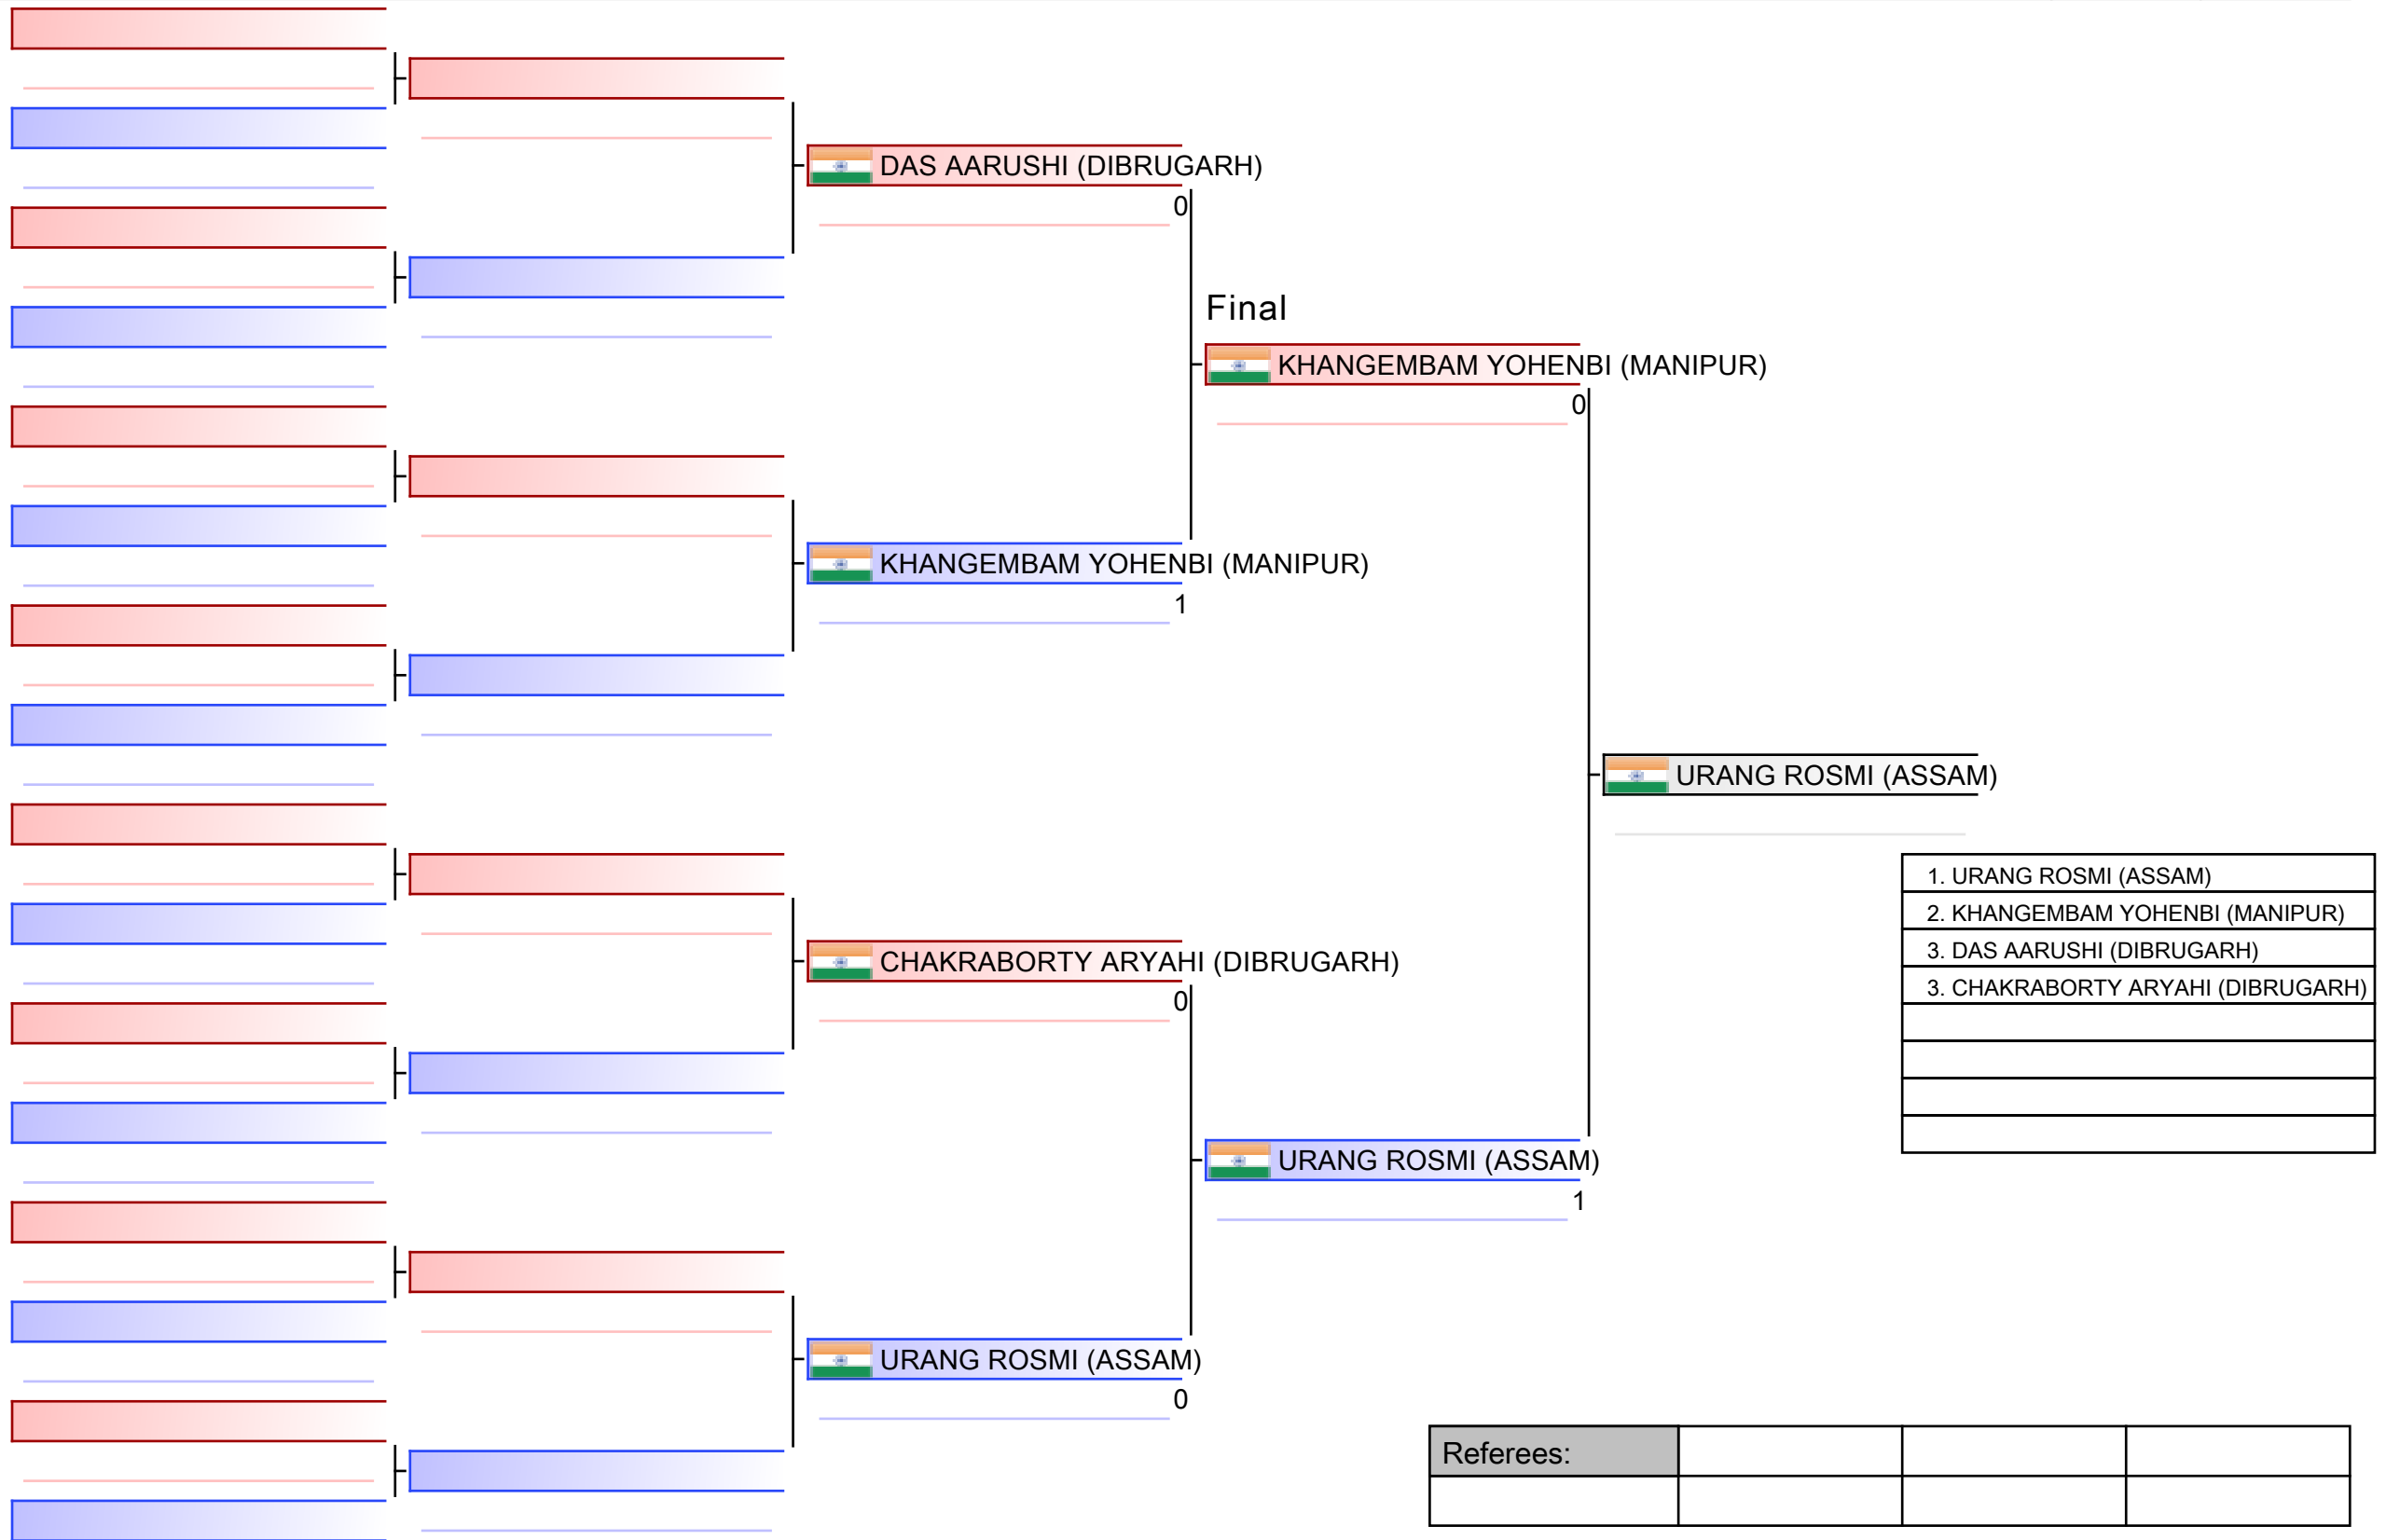 DAS AARUSHI (DIBRUGARH)
0
Final
KHANGEMBAM YOHENBI (MANIPUR)
0
KHANGEMBAM YOHENBI (MANIPUR)
1
URANG ROSMI (ASSAM)
1. URANG ROSMI (ASSAM)
2. KHANGEMBAM YOHENBI (MANIPUR)
3. DAS AARUSHI (DIBRUGARH)
3. CHAKRABORTY ARYAHI (DIBRUGARH)
CHAKRABORTY ARYAHI (DIBRUGARH)
0
URANG ROSMI (ASSAM)
1
URANG ROSMI (ASSAM)
0
Referees: